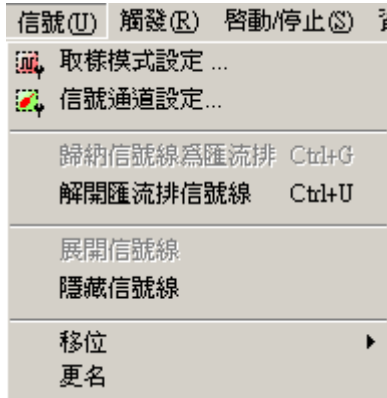 信號(U) 觸發(R) 啓動/停止(S)
取樣模式設定 ...
信號通道設定...
歸納信號線爲匯流排 Ctrl+G
解開匯流排信號線 Ctrl+U
展開信號線
隱藏信號線
移位
更名